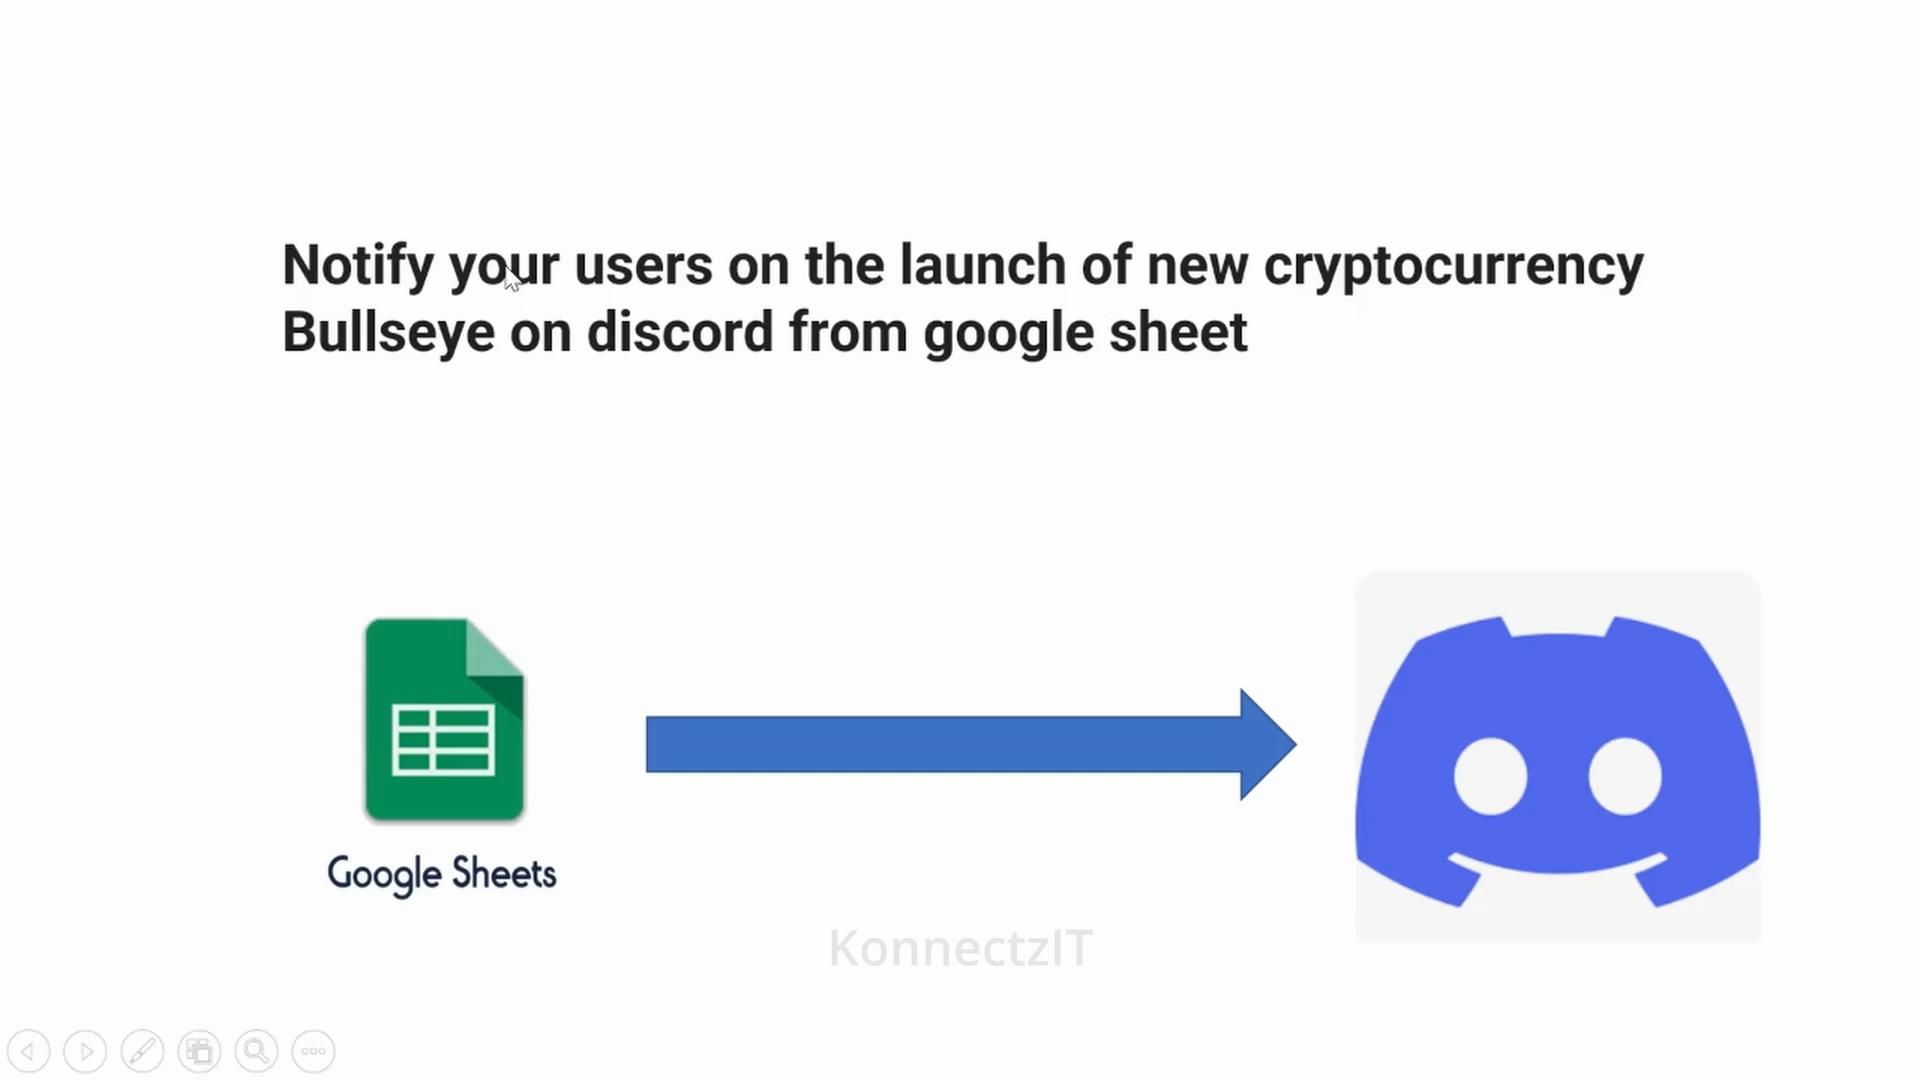 Notify your users on the launch of new cryptocurrency
Bullseye on discord from google sheet
Google Sheets
KonnectzIT